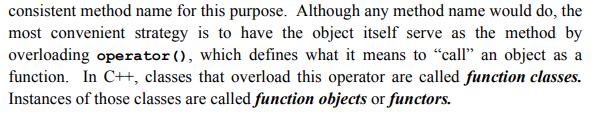 consistent method name for this purpose. Although any method name would do, the
most convenient strategy is to have the object itself serve as the method by
overloading operator(), which defines what it means to “call” an object as a
function. In C++, classes that overload this operator are called function classes.
Instances of those classes are called function objects or functors.